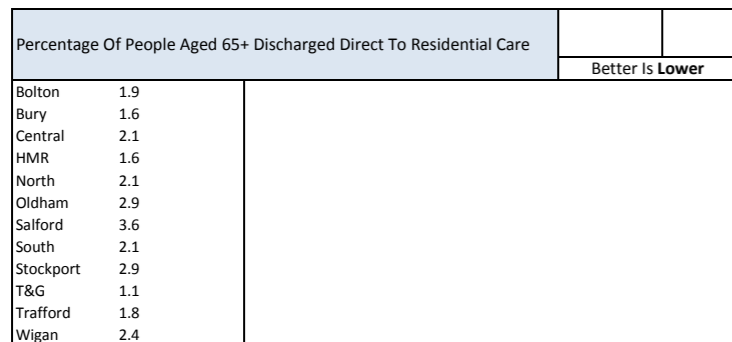 Percentage Of People Aged 65+ Discharged Direct To Residential Care
Better Is Lower
Bolton 1.9
Bury 1.6
Central 2.1
HMR 1.6
North 2.1
Oldham 2.9
Salford 3.6
South 2.1
Stockport 2.9
T&G 1.1
Trafford 1.8
Wigan 2.4